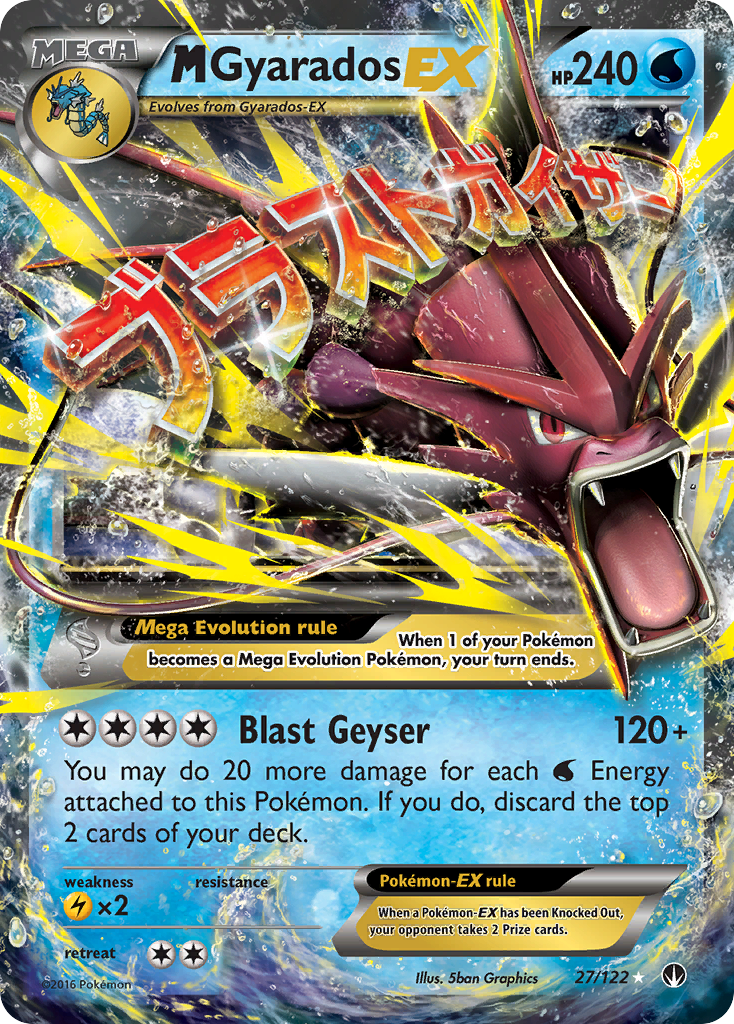 MEGA
MGyaradosEX
HP240
Evolves from Gyarados-EX
ブラストガイザー
Mega Evolution rule
When 1 of your Pokémon
becomes a Mega Evolution Pokémon, your turn ends.
Blast Geyser 120+
You may do 20 more damage for each Energy
attached to this Pokémon. If you do, discard the top
2 cards of your deck.
weakness resistance
×2
retreat
Pokémon-EX rule
When a Pokémon-EX has been Knocked Out,
your opponent takes 2 Prize cards.
©2016 Pokémon
Illus. 5ban Graphics 27/122 ★